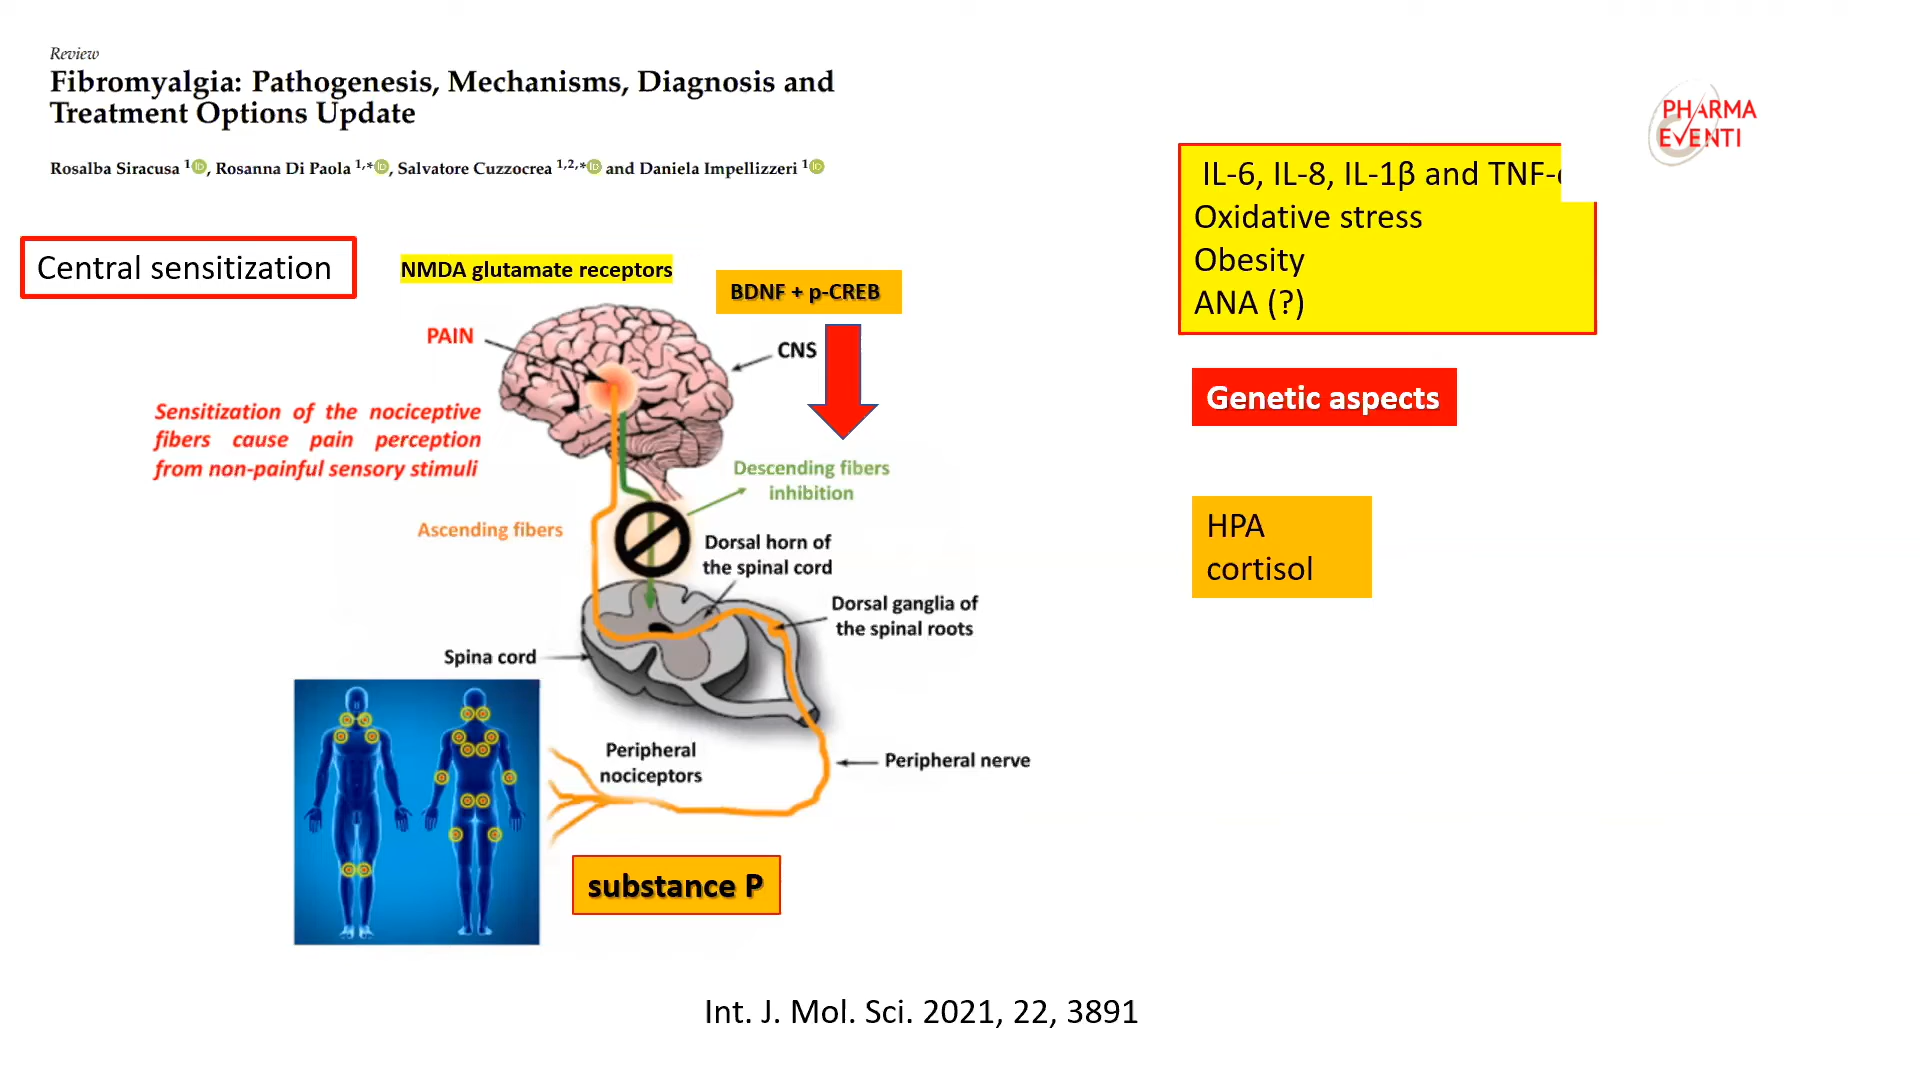 Review
Fibromyalgia: Pathogenesis, Mechanisms, Diagnosis and
Treatment Options Update
Rosalba Siracusa 1, Rosanna Di Paola 1,*, Salvatore Cuzzocrea 1,2,* and Daniela Impellizzeri 1
PHARMA
EVENTI
IL-6, IL-8, IL-1β and TNF-
Oxidative stress
Obesity
ANA (?)
Central sensitization
NMDA glutamate receptors
BDNF + p-CREB
PAIN
CNS
Genetic aspects
Sensitization of the nociceptive
fibers cause pain perception
from non-painful sensory stimuli
Descending fibers
inhibition
Ascending fibers
HPA
cortisol
Dorsal horn of
the spinal cord
Dorsal ganglia of
the spinal roots
Spina cord
Peripheral
nociceptors
Peripheral nerve
substance P
Int. J. Mol. Sci. 2021, 22, 3891